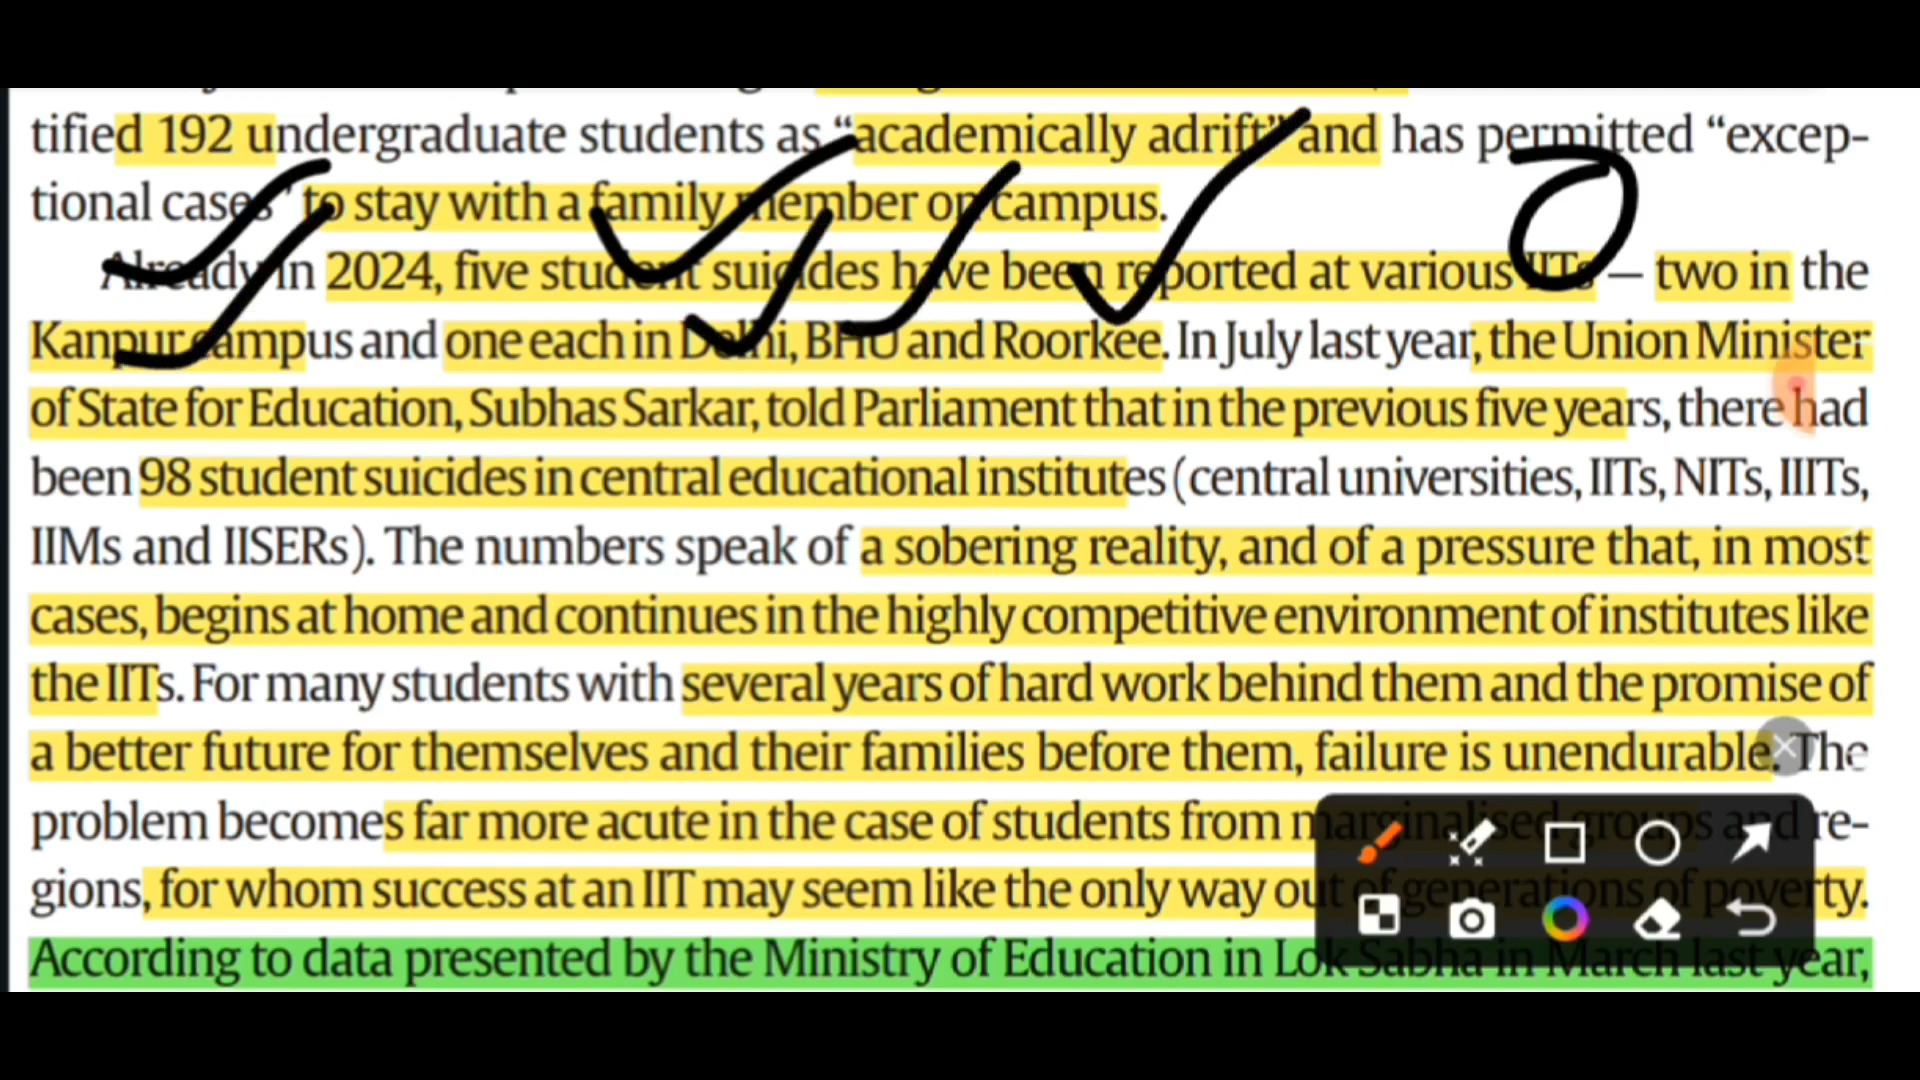 tified 192 undergraduate students as “academically adrift” and has permitted “excep-
tional cases” to stay with a family member on campus.
Already in 2024, five student suicides have been reported at various IITs — two in the
Kanpur campus and one each in Delhi, BHU and Roorkee. In July last year, the Union Minister
of State for Education, Subhas Sarkar, told Parliament that in the previous five years, there had
been 98 student suicides in central educational institutes (central universities, IITs, NITs, IIITs,
IIMs and IISERs). The numbers speak of a sobering reality, and of a pressure that, in most
cases, begins at home and continues in the highly competitive environment of institutes like
the IITs. For many students with several years of hard work behind them and the promise of
a better future for themselves and their families before them, failure is unendurable. The
problem becomes far more acute in the case of students from marginalised groups and re-
gions, for whom success at an IIT may seem like the only way out of generations of poverty.
According to data presented by the Ministry of Education in Lok Sabha in March last year,